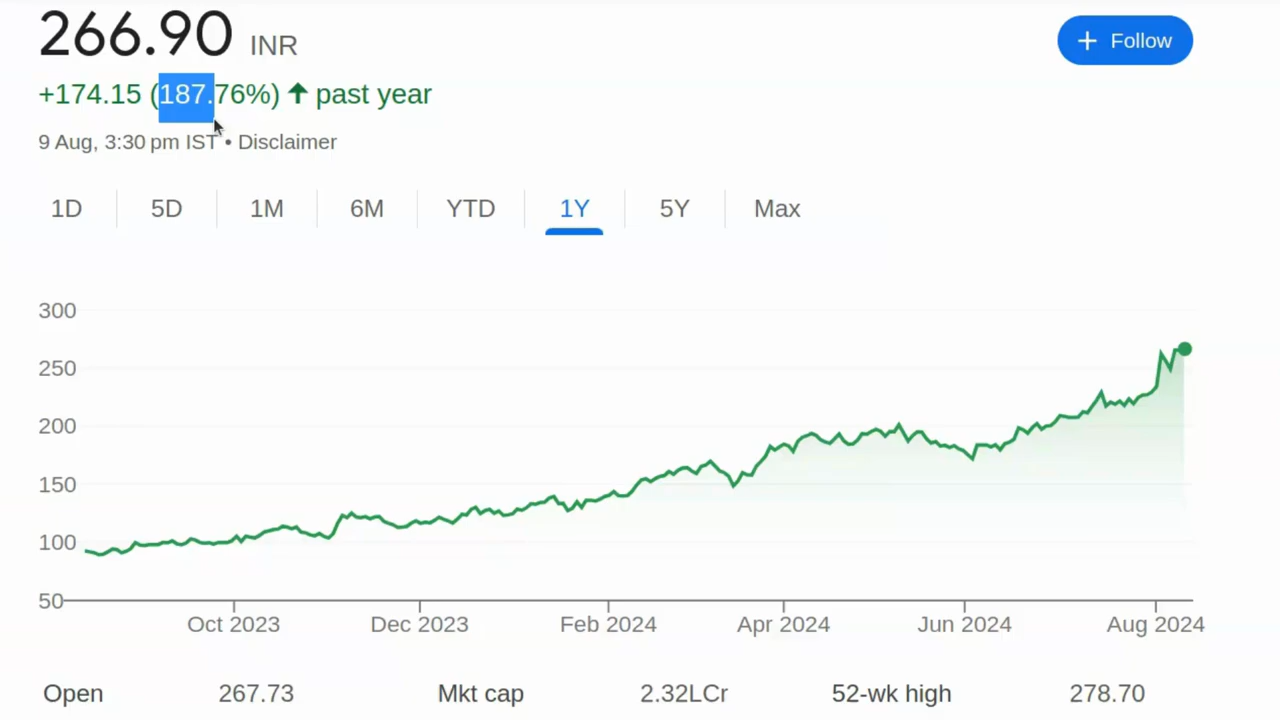 266.90 INR
+ Follow
+174.15 (187.76%) ↑ past year
9 Aug, 3:30 pm IST • Disclaimer
1D 5D 1M 6M YTD 1Y 5Y Max
300
250
200
150
100
50
Oct 2023 Dec 2023 Feb 2024 Apr 2024 Jun 2024 Aug 2024
Open 267.73 Mkt cap 2.32LCr 52-wk high 278.70